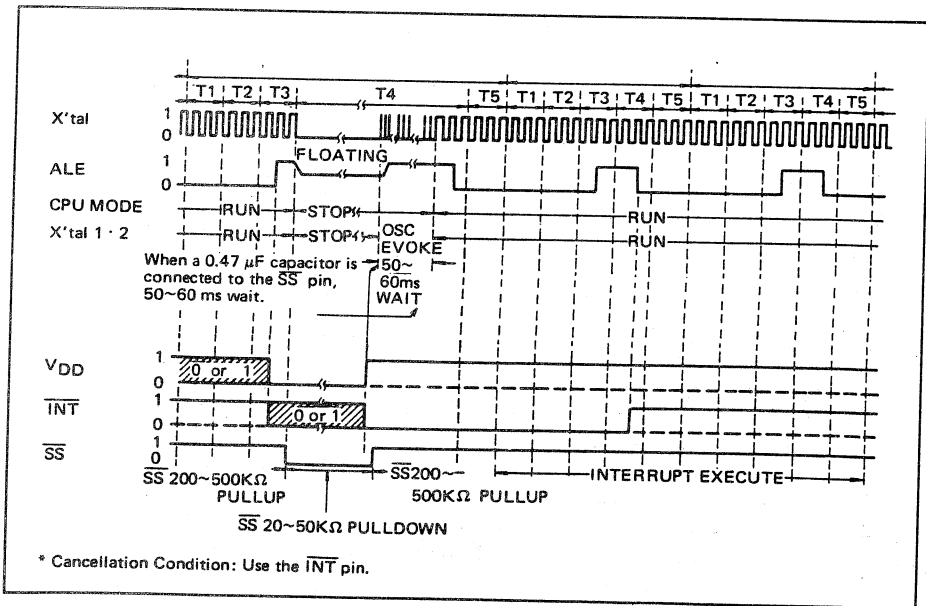 T1 T2 T3 T4 T5 T1 T2 T3 T4 T5 T1 T2 T3 T4 T5
X'tal 1 0
FLOATING
ALE 1 0
CPU MODE RUN STOP RUN
X'tal 1 · 2 RUN STOP OSC EVOKE RUN
50~60ms WAIT
When a 0.47 μF capacitor is
connected to the SS pin,
50~60 ms wait.
VDD 1 0 0 or 1
INT 1 0 0 or 1
SS 1 0
SS 200~500KΩ PULLUP
SS 200~500KΩ PULLUP
INTERRUPT EXECUTE
SS 20~50KΩ PULLDOWN
* Cancellation Condition: Use the INT pin.